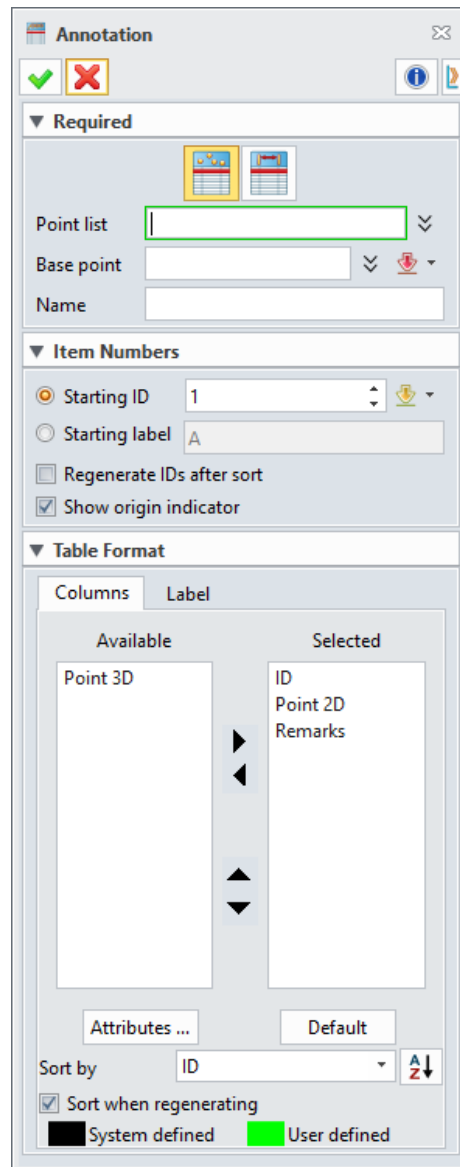 Annotation
Required
Point list
Base point
Name
Item Numbers
Starting ID 1
Starting label A
Regenerate IDs after sort
Show origin indicator
Table Format
Columns Label
Available Selected
Point 3D ID
Point 2D
Remarks
Attributes ... Default
Sort by ID A Z
Sort when regenerating
System defined User defined